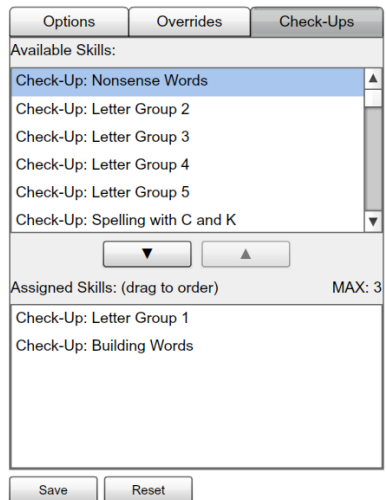 Options Overrides Check-Ups
Available Skills:
Check-Up: Nonsense Words
Check-Up: Letter Group 2
Check-Up: Letter Group 3
Check-Up: Letter Group 4
Check-Up: Letter Group 5
Check-Up: Spelling with C and K
Assigned Skills: (drag to order) MAX: 3
Check-Up: Letter Group 1
Check-Up: Building Words
Save Reset